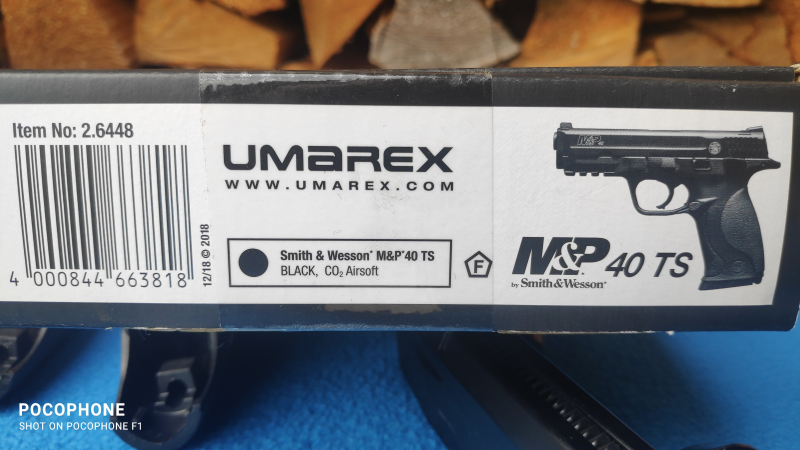 Item No: 2.6448
4 000844 663818
12/18 © 2018
UMAREX
WWW.UMAREX.COM
Smith & Wesson® M&P®40 TS
BLACK, CO₂ Airsoft
F
M&P 40
M&P 40 TS
by Smith&Wesson®
POCOPHONE
SHOT ON POCOPHONE F1